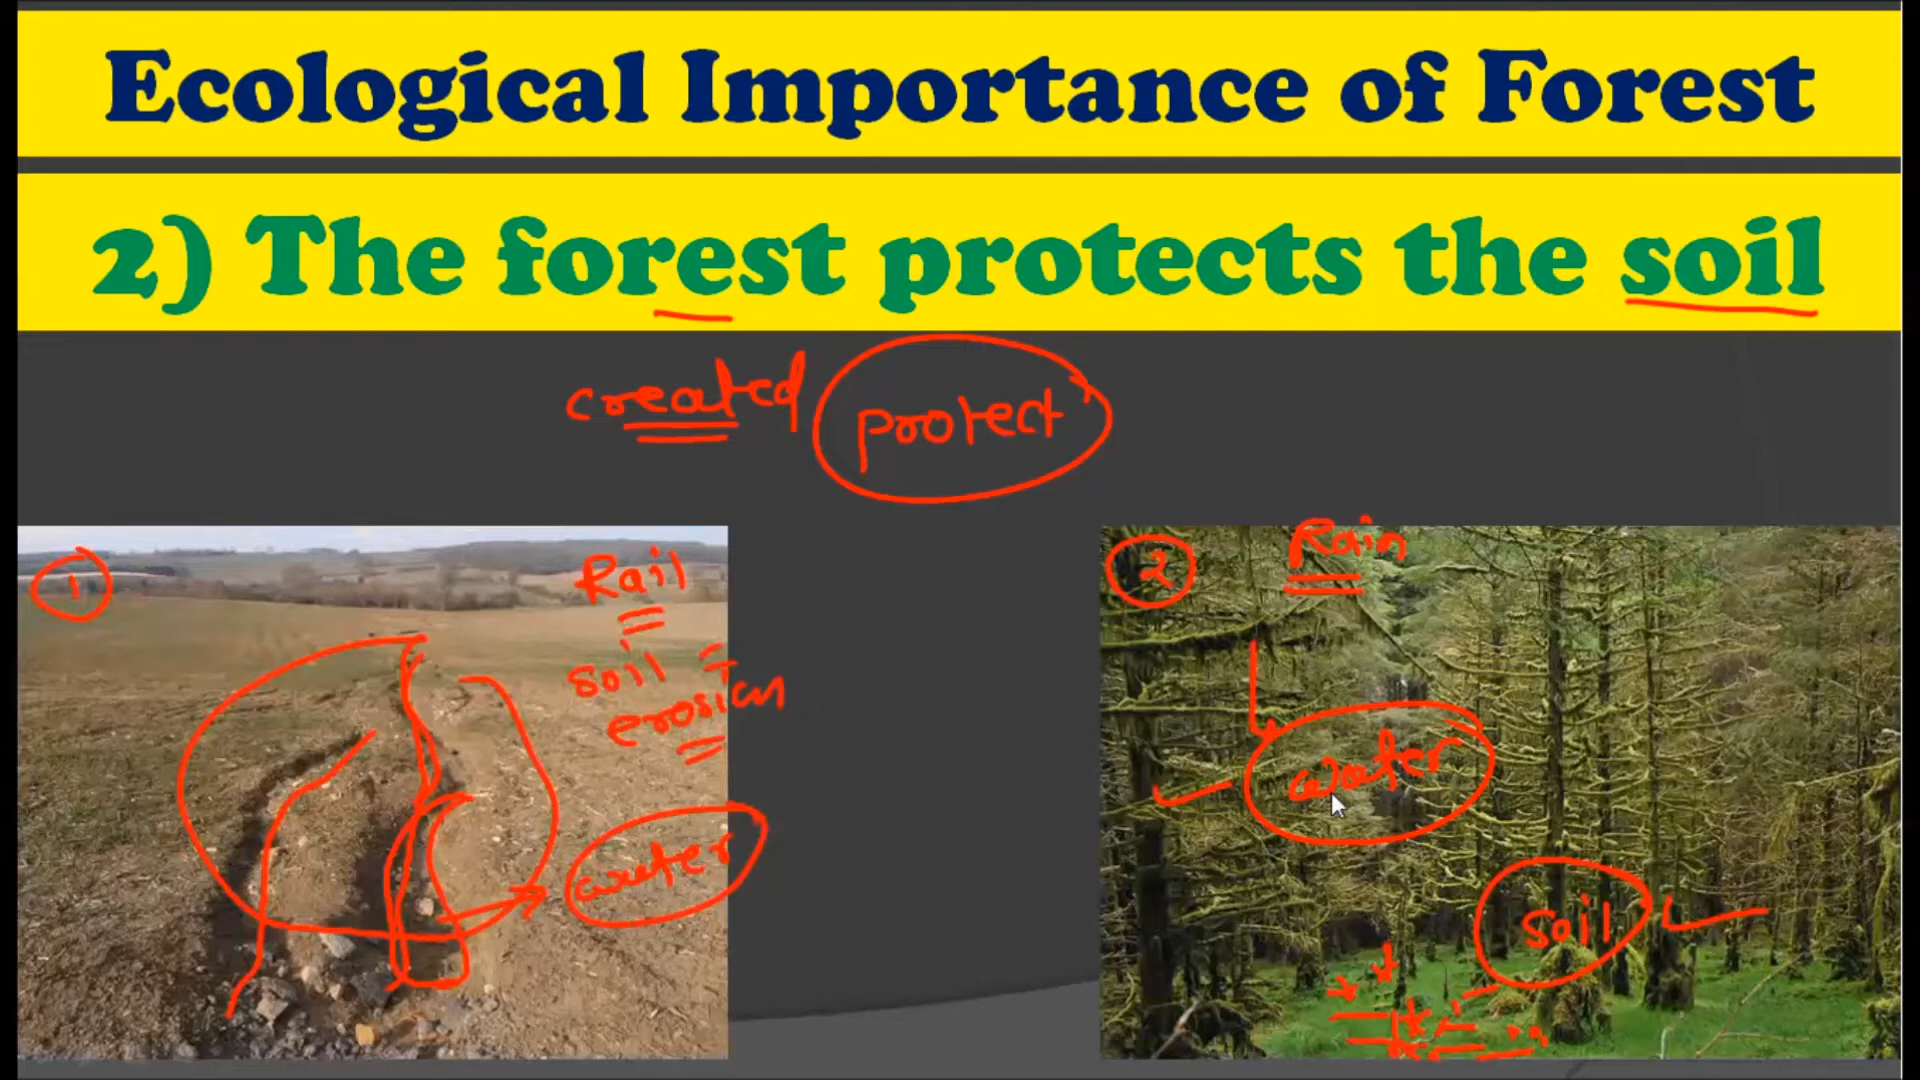 Ecological Importance of Forest
2) The forest protects the soil
created protect
1
Rail
soil
erosion
water
2
Rain
water
soil